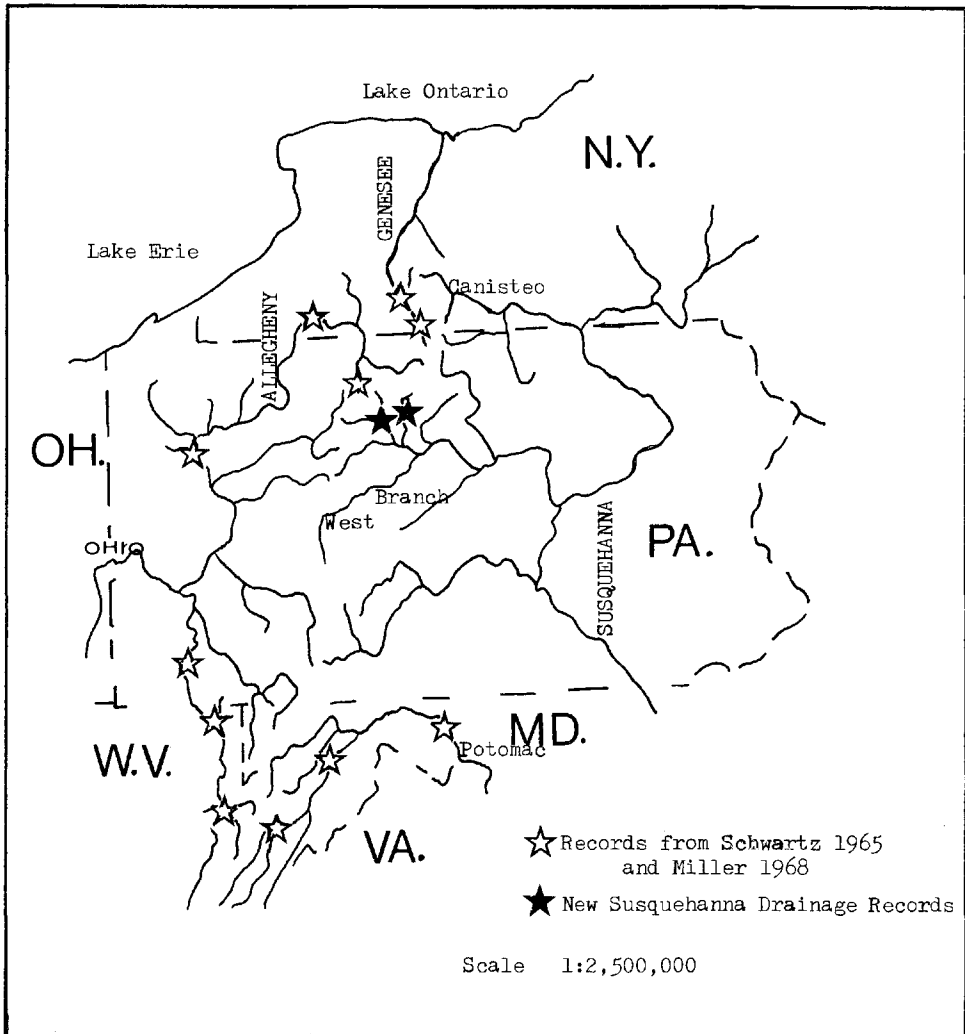 Lake Ontario
N.Y.
GENESEE
Lake Erie
Canisteo
ALLEGHENY
OH.
Branch
West
OHIO
SUSQUEHANNA
PA.
MD.
W.V.
Potomac
VA.
Records from Schwartz 1965
and Miller 1968
New Susquehanna Drainage Records
Scale 1:2,500,000